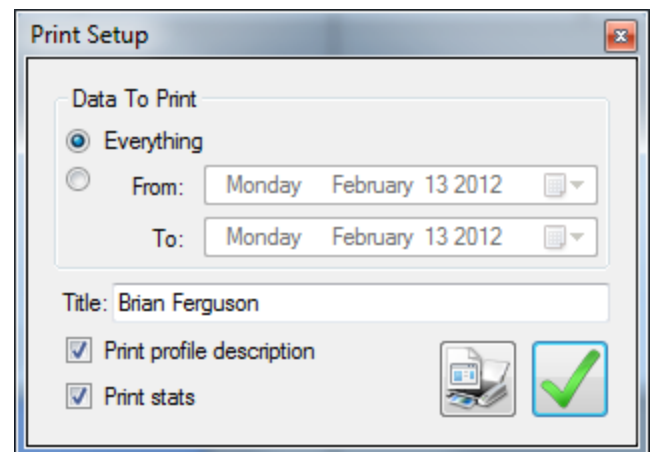 Print Setup
Data To Print
Everything
From: Monday February 13 2012
To: Monday February 13 2012
Title: Brian Ferguson
Print profile description
Print stats